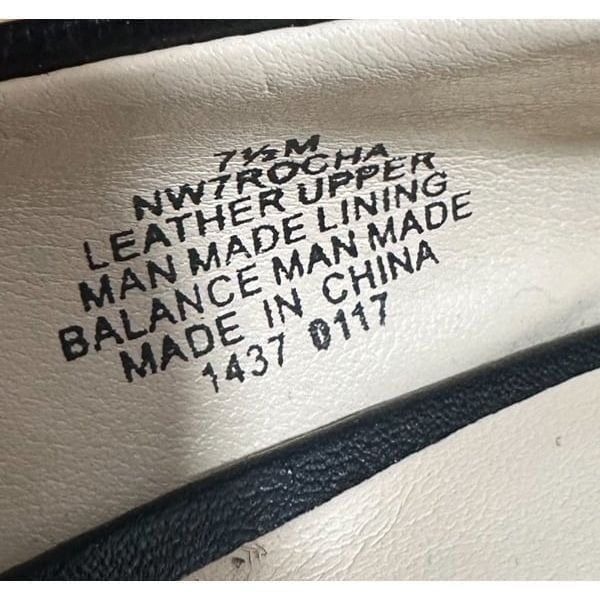 7½M
NW7ROCHA
LEATHER UPPER
MAN MADE LINING
BALANCE MAN MADE
MADE IN CHINA
1437 0117